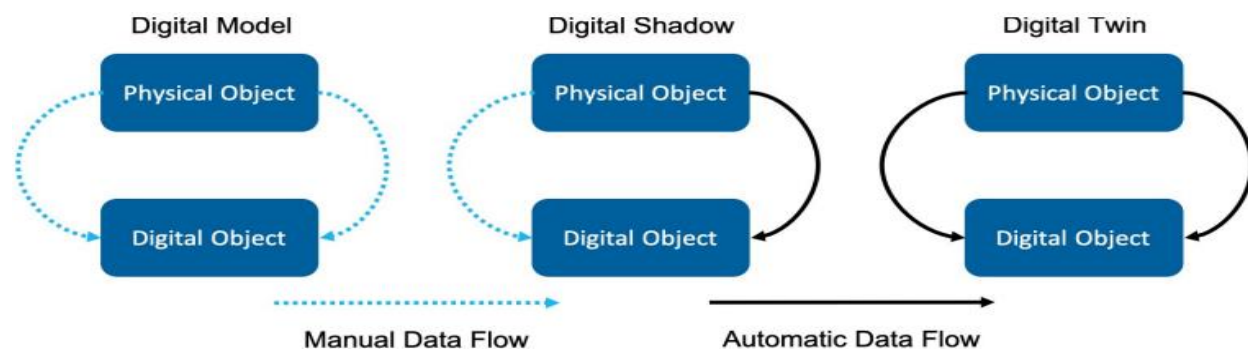 Digital Model
Digital Shadow
Digital Twin
Physical Object
Physical Object
Physical Object
Digital Object
Digital Object
Digital Object
Manual Data Flow
Automatic Data Flow